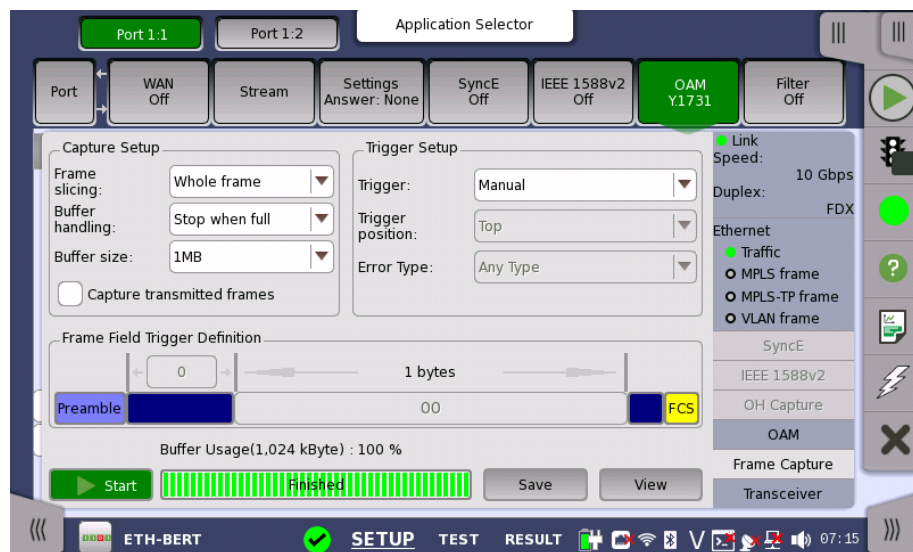 Application Selector
Port 1:1
Port 1:2
Port
WAN
Off
Stream
Settings
Answer: None
SyncE
Off
IEEE 1588v2
Off
OAM
Y.1731
Filter
Off
Capture Setup
Frame
slicing:
Whole frame
Buffer
handling:
Stop when full
Buffer size:
1MB
Capture transmitted frames
Trigger Setup
Trigger:
Manual
Trigger
position:
Top
Error Type:
Any Type
Frame Field Trigger Definition
0
1 bytes
Preamble
00
FCS
Buffer Usage(1,024 kByte) : 100 %
Start
Finished
Save
View
Link
Speed:
10 Gbps
Duplex:
FDX
Ethernet
Traffic
MPLS frame
MPLS-TP frame
VLAN frame
SyncE
IEEE 1588v2
OH Capture
OAM
Frame Capture
Transceiver
ETH-BERT
SETUP
TEST
RESULT
07:15